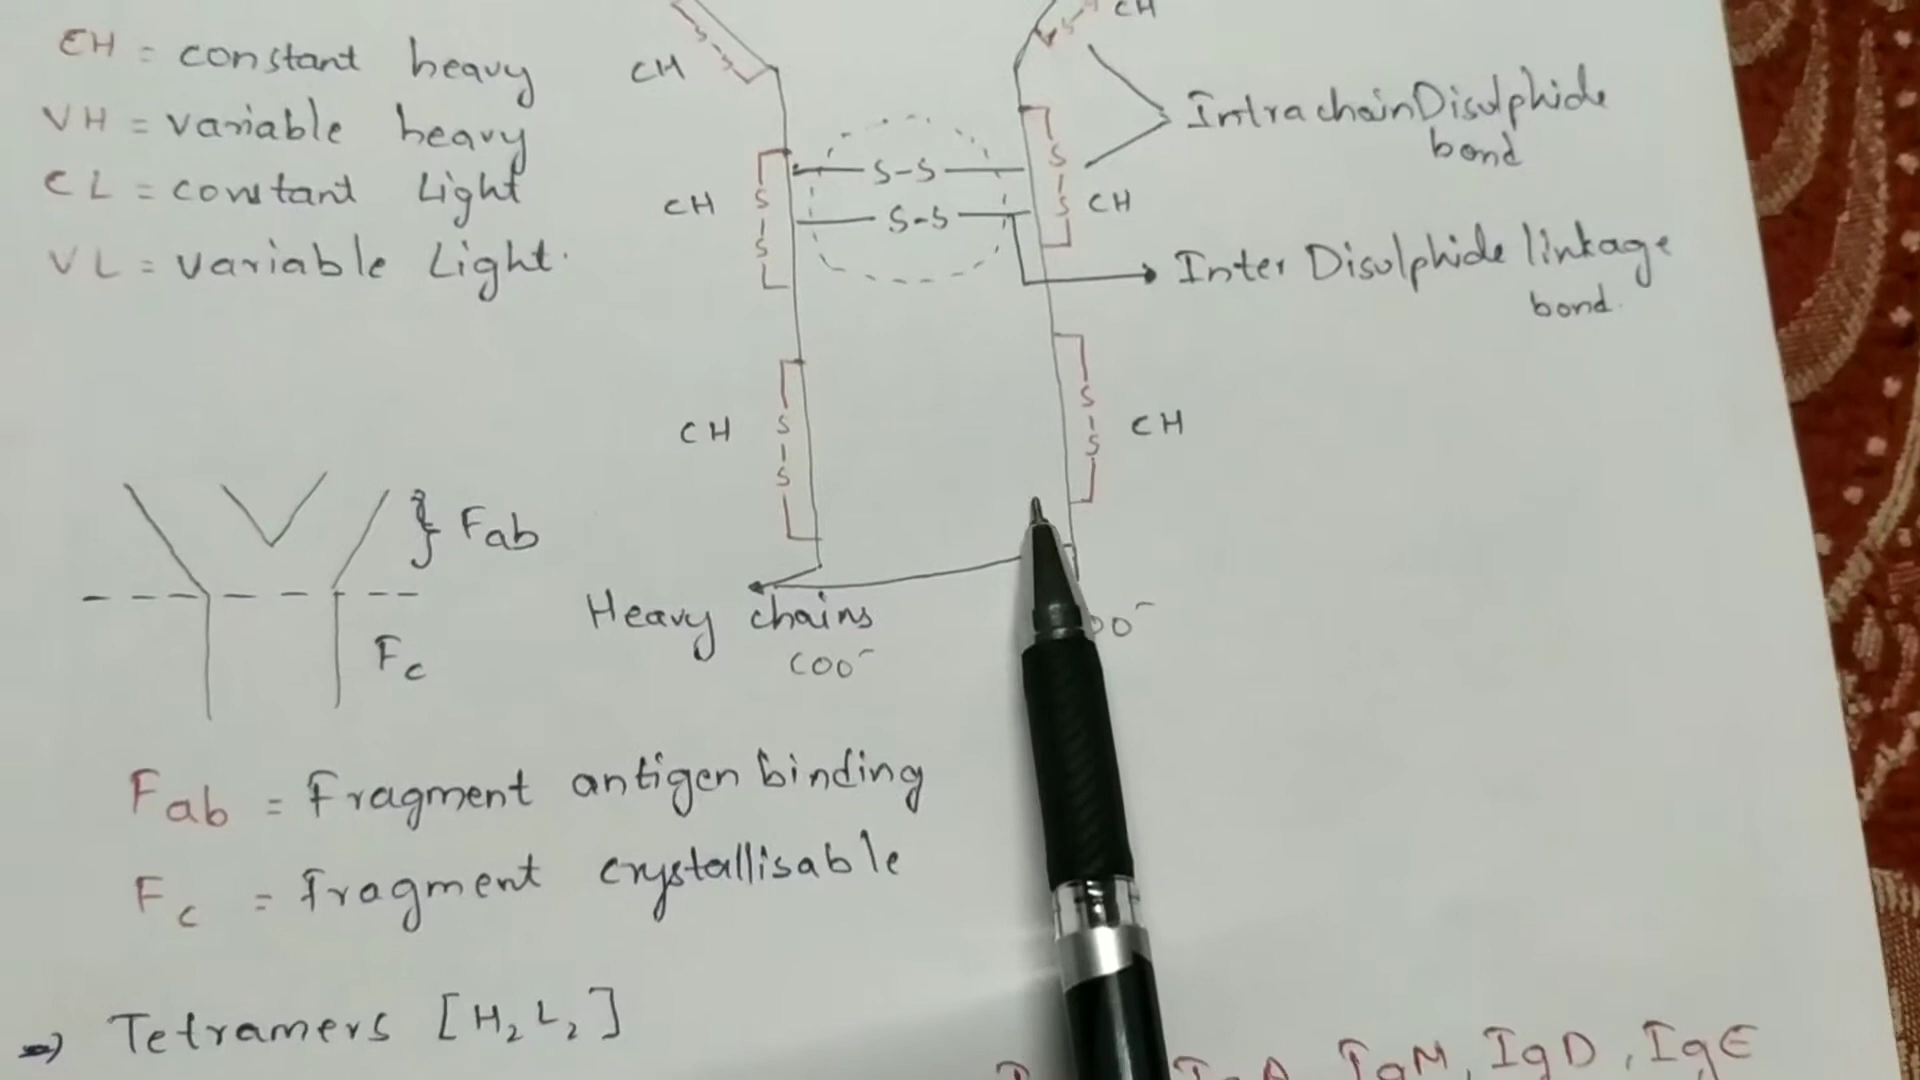 CH = constant heavy
VH = variable heavy
CL = constant Light
VL = variable Light.
CH
S-S
CH
S
Intra chain Disulphide
bond
S-S
S-S
CH
S-S
S-S
CH
Inter Disulphide linkage
bond.
CH
S-S
S-S
CH
Fab
Fc
Heavy chains
COO⁻
OO⁻
Fab = Fragment antigen binding
Fc = Fragment crystallisable
=> Tetramers [H₂L₂]
IgM, IgD, IgE